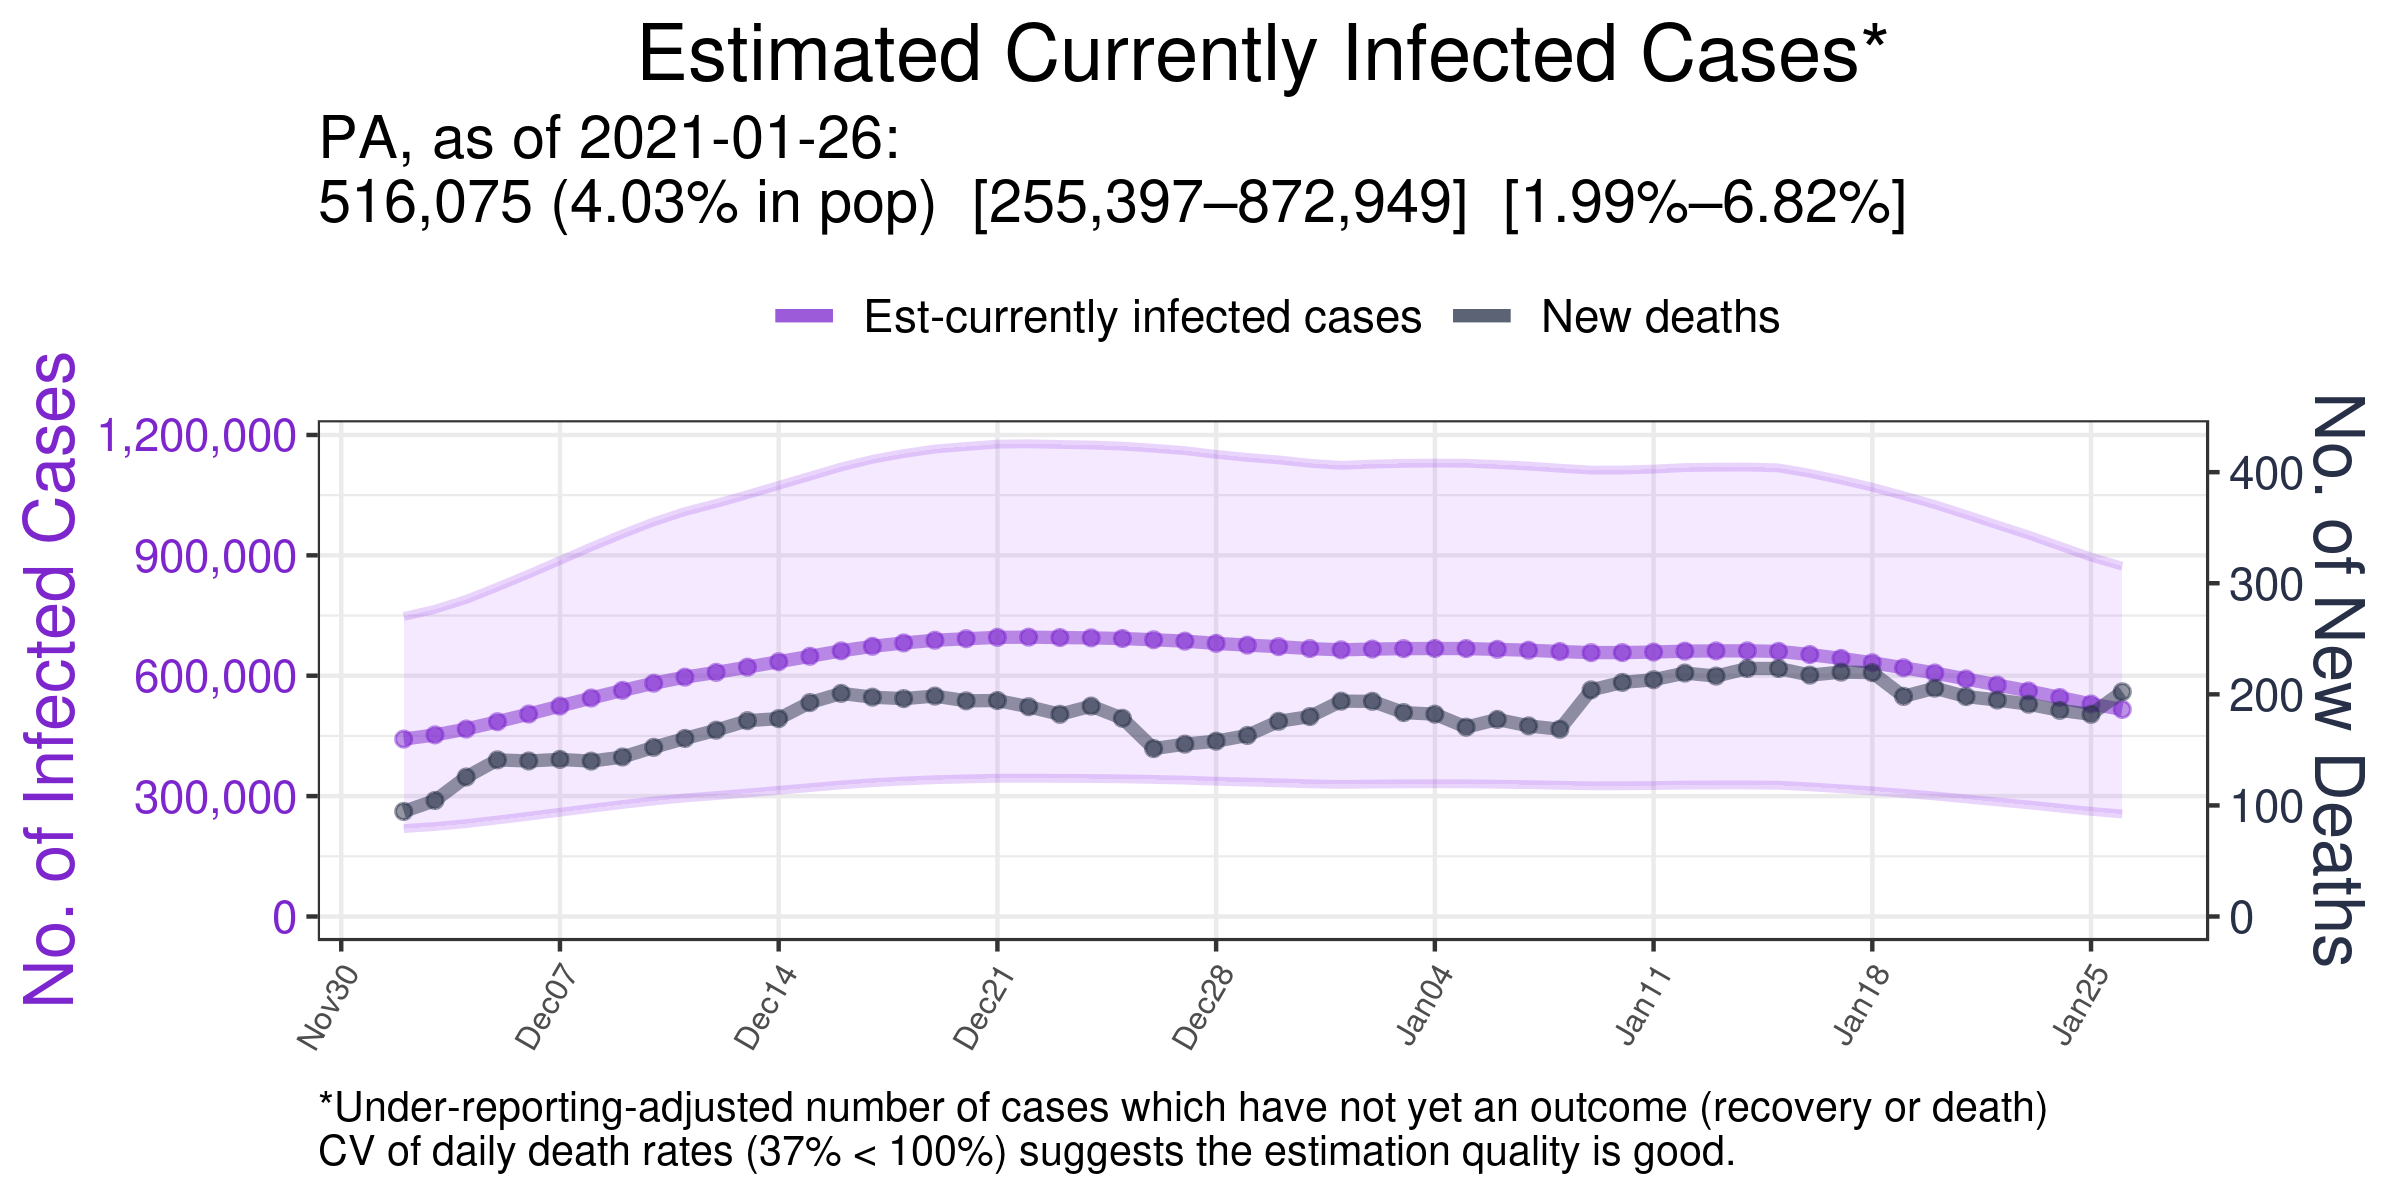 Estimated Currently Infected Cases*
PA, as of 2021-01-26:
516,075 (4.03% in pop) [255,397–872,949] [1.99%–6.82%]
Est-currently infected cases
New deaths
No. of Infected Cases
1,200,000
900,000
600,000
300,000
0
400
300
200
100
0
No. of New Deaths
Nov30
Dec07
Dec14
Dec21
Dec28
Jan04
Jan11
Jan18
Jan25
*Under-reporting-adjusted number of cases which have not yet an outcome (recovery or death)
CV of daily death rates (37% < 100%) suggests the estimation quality is good.